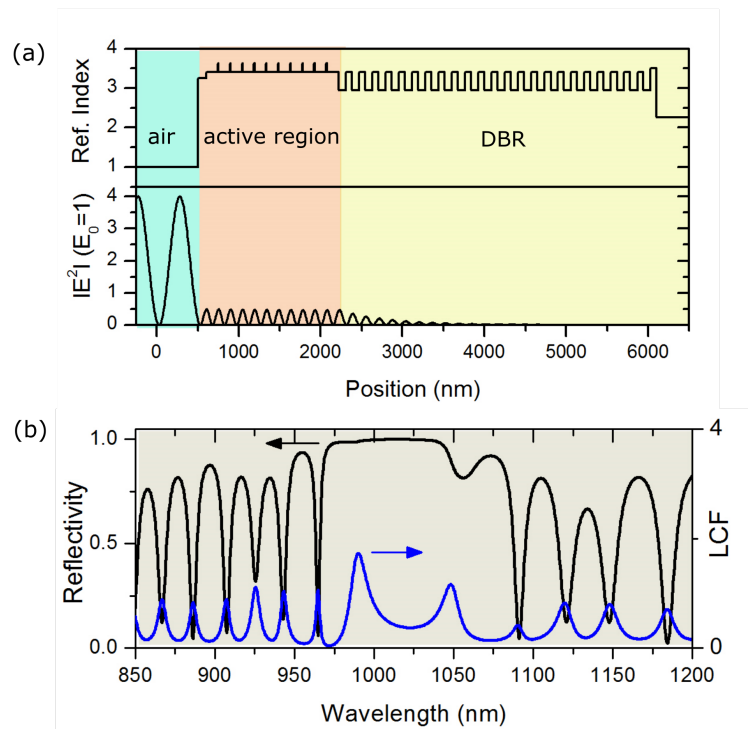 (a)
Ref. Index
4
3
2
1
air
active region
DBR
IE²I (E₀=1)
4
3
2
1
0
0 1000 2000 3000 4000 5000 6000
Position (nm)
(b)
Reflectivity
1.0
0.5
0.0
4
0
LCF
850 900 950 1000 1050 1100 1150 1200
Wavelength (nm)